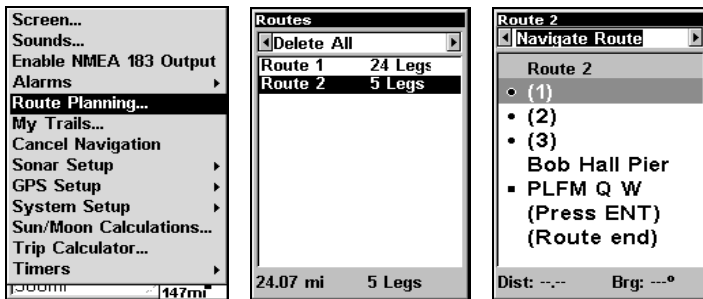 Screen...
Sounds...
Enable NMEA 183 Output
Alarms
Route Planning...
My Trails...
Cancel Navigation
Sonar Setup
GPS Setup
System Setup
Sun/Moon Calculations...
Trip Calculator...
Timers
147mi
Routes
Delete All
Route 1 24 Legs
Route 2 5 Legs
24.07 mi 5 Legs
Route 2
Navigate Route
Route 2
(1)
(2)
(3)
Bob Hall Pier
PLFM Q W
(Press ENT)
(Route end)
Dist: --.-- Brg: ---º